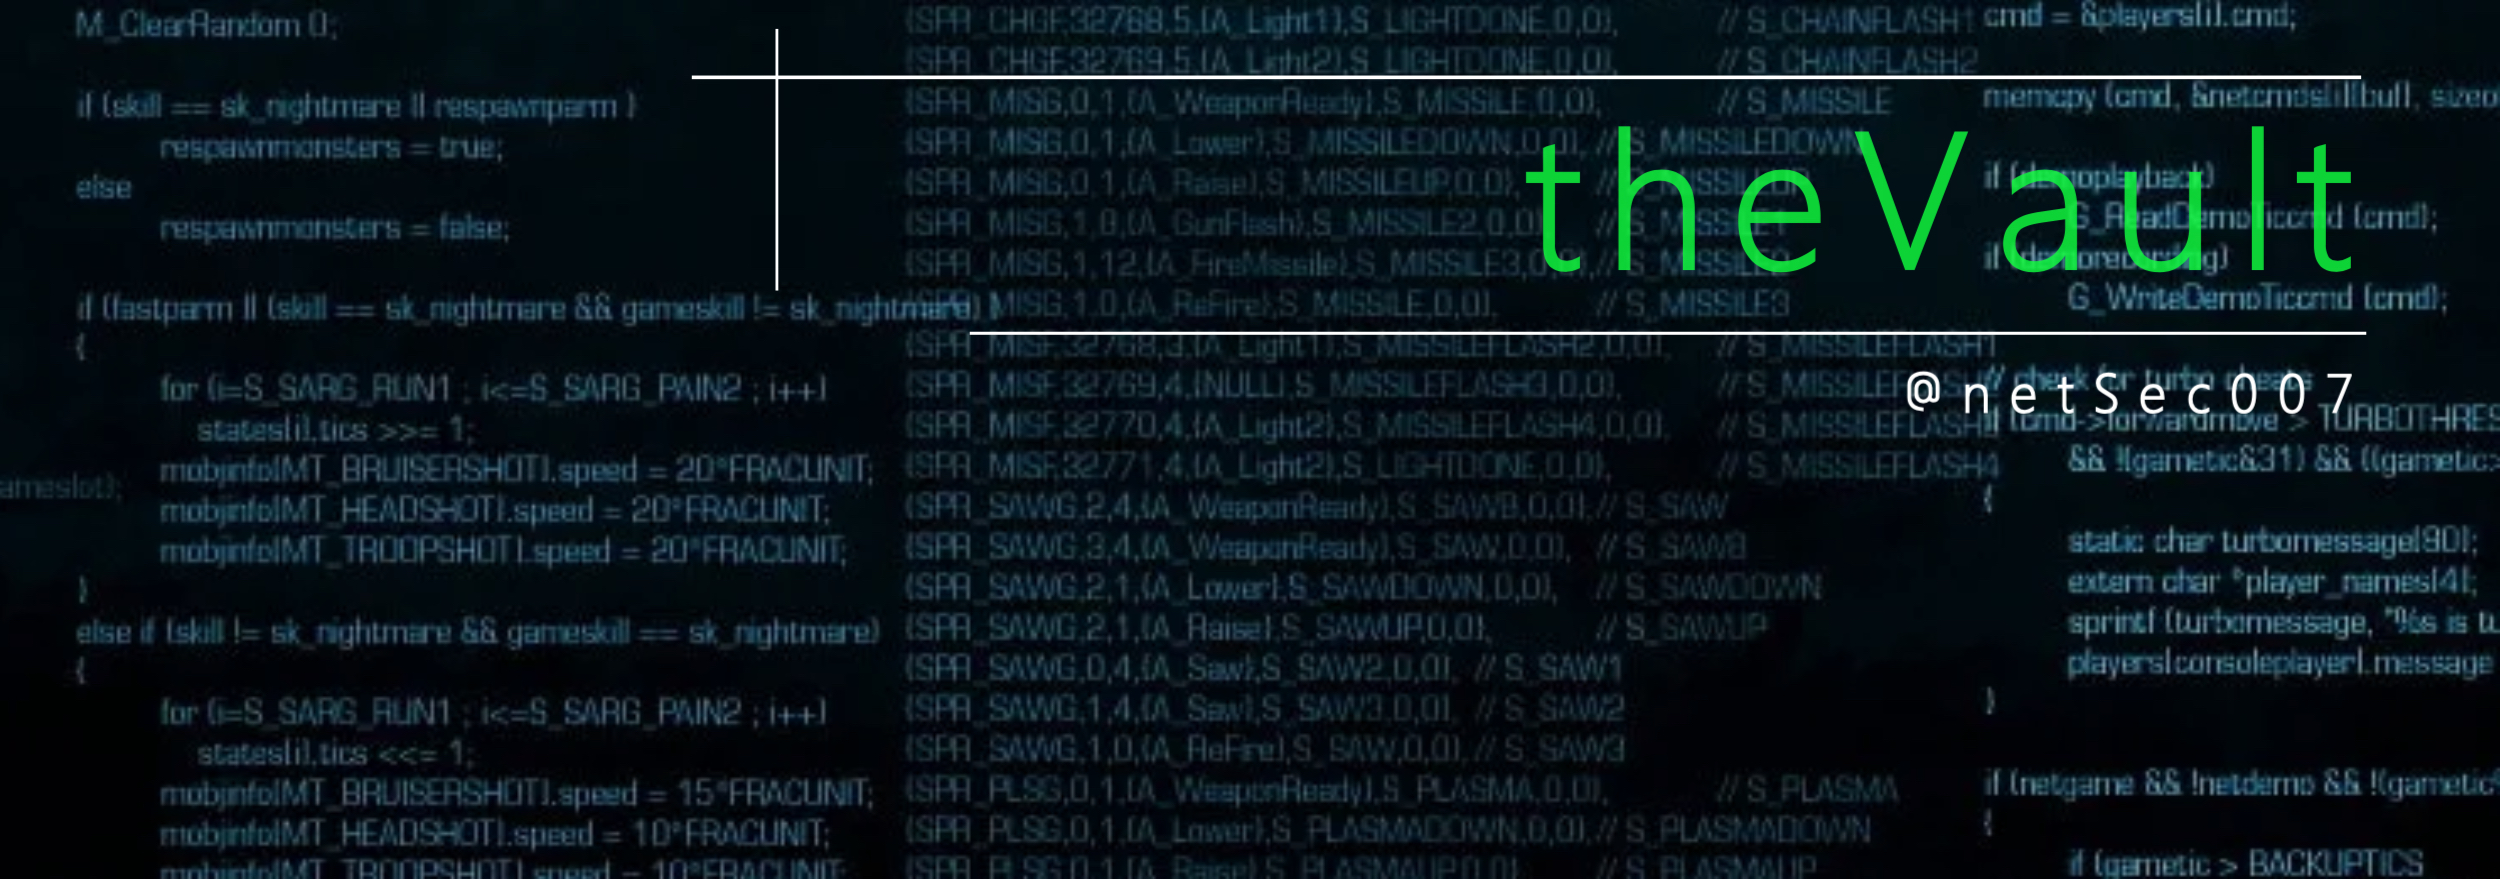 M_ClearRandom ();
if (skill == sk_nightmare || respawnparm )
respawnmonsters = true;
else
respawnmonsters = false;
if (fastparm || (skill == sk_nightmare && gameskill != sk_nightmare) )
{
for (i=S_SARG_RUN1 ; i<=S_SARG_PAIN2 ; i++)
states[i].tics >>= 1;
mobjinfo[MT_BRUISERSHOT].speed = 20*FRACUNIT;
mobjinfo[MT_HEADSHOT].speed = 20*FRACUNIT;
mobjinfo[MT_TROOPSHOT].speed = 20*FRACUNIT;
}
else if (skill != sk_nightmare && gameskill == sk_nightmare)
{
for (i=S_SARG_RUN1 ; i<=S_SARG_PAIN2 ; i++)
states[i].tics <<= 1;
mobjinfo[MT_BRUISERSHOT].speed = 15*FRACUNIT;
mobjinfo[MT_HEADSHOT].speed = 10*FRACUNIT;
mobjinfo[MT_TROOPSHOT].speed = 10*FRACUNIT;
ameslot);
{SPR_CHGF,32768,5,{A_Light1},S_LIGHTDONE,0,0}, // S_CHAINFLASH1
{SPR_CHGF,32769,5,{A_Light2},S_LIGHTDONE,0,0}, // S_CHAINFLASH2
{SPR_MISG,0,1,{A_WeaponReady},S_MISSILE,0,0}, // S_MISSILE
{SPR_MISG,0,1,{A_Lower},S_MISSILEDOWN,0,0}, // S_MISSILEDOWN
{SPR_MISG,0,1,{A_Raise},S_MISSILEUP,0,0},
{SPR_MISG,1,8,{A_GunFlash},S_MISSILE2,0,0},
{SPR_MISG,1,12,{A_FireMissile},S_MISSILE3,0,0}, // S_MISSILE2
MISG,1,0,{A_ReFire},S_MISSILE,0,0}, // S_MISSILE3
{SPR_MISF,32768,3,{A_Light1},S_MISSILEFLASH2,0,0}, // S_MISSILEFLASH1
{SPR_MISF,32769,4,{NULL},S_MISSILEFLASH3,0,0},
{SPR_MISF,32770,4,{A_Light2},S_MISSILEFLASH4,0,0}, // S_MISSILEFLASH3
{SPR_MISF,32771,4,{A_Light2},S_LIGHTDONE,0,0}, // S_MISSILEFLASH4
{SPR_SAWG,2,4,{A_WeaponReady},S_SAWB,0,0}, // S_SAW
{SPR_SAWG,3,4,{A_WeaponReady},S_SAW,0,0}, // S_SAWB
{SPR_SAWG,2,1,{A_Lower},S_SAWDOWN,0,0}, // S_SAWDOWN
{SPR_SAWG,2,1,{A_Raise},S_SAWUP,0,0}, // S_SAWUP
{SPR_SAWG,0,4,{A_Saw},S_SAW2,0,0}, // S_SAW1
{SPR_SAWG,1,4,{A_Saw},S_SAW3,0,0}, // S_SAW2
{SPR_SAWG,1,0,{A_ReFire},S_SAW,0,0}, // S_SAW3
{SPR_PLSG,0,1,{A_WeaponReady},S_PLASMA,0,0}, // S_PLASMA
{SPR_PLSG,0,1,{A_Lower},S_PLASMADOWN,0,0}, // S_PLASMADOWN
{SPR_PLSG,0,1,{A_Raise},S_PLASMAUP,0,0}, // S_PLASMAUP
theVault
@netSec007
cmd = &players[i].cmd;
memcpy (cmd, &netcmds[i][buf], sizeo
if (demoplayback)
G_ReadDemoTiccmd (cmd);
if (demorecording)
G_WriteDemoTiccmd (cmd);
// check for turbo cheats
if (cmd->forwardmove > TURBOTHRES
&& !(gametic&31) && ((gametic>
{
static char turbomessage[80];
extern char *player_names[4];
sprintf (turbomessage, "%s is tu
players[consoleplayer].message
}
if (netgame && !netdemo && !(gametic%
{
if (gametic > BACKUPTICS